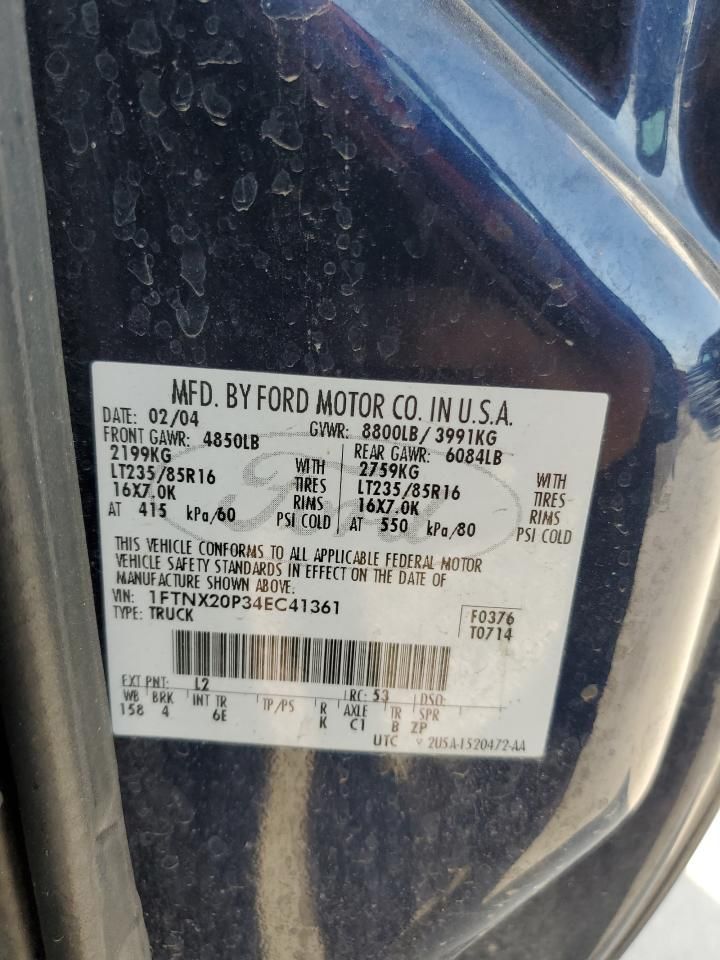 MFD. BY FORD MOTOR CO. IN U.S.A.
DATE: 02/04 GVWR: 8800LB/ 3991KG
FRONT GAWR: 4850LB REAR GAWR: 6084LB
2199KG WITH 2759KG WITH
LT235/85R16 TIRES LT235/85R16 TIRES
16X7.0K RIMS 16X7.0K RIMS
AT 415 kPa/60 PSI COLD AT 550 kPa/80 PSI COLD
THIS VEHICLE CONFORMS TO ALL APPLICABLE FEDERAL MOTOR
VEHICLE SAFETY STANDARDS IN EFFECT ON THE DATE OF
MANUFACTURE SHOWN ABOVE.
VIN: 1FTNX20P34EC41361 F0376
TYPE: TRUCK T0714
EXT PNT: L2 RC: 53 DSO:
WB BRK INT TR TP/PS R AXLE TR SPR
158 4 6E K C1 B ZP
UTC 2USA-1520472-AA
Ford